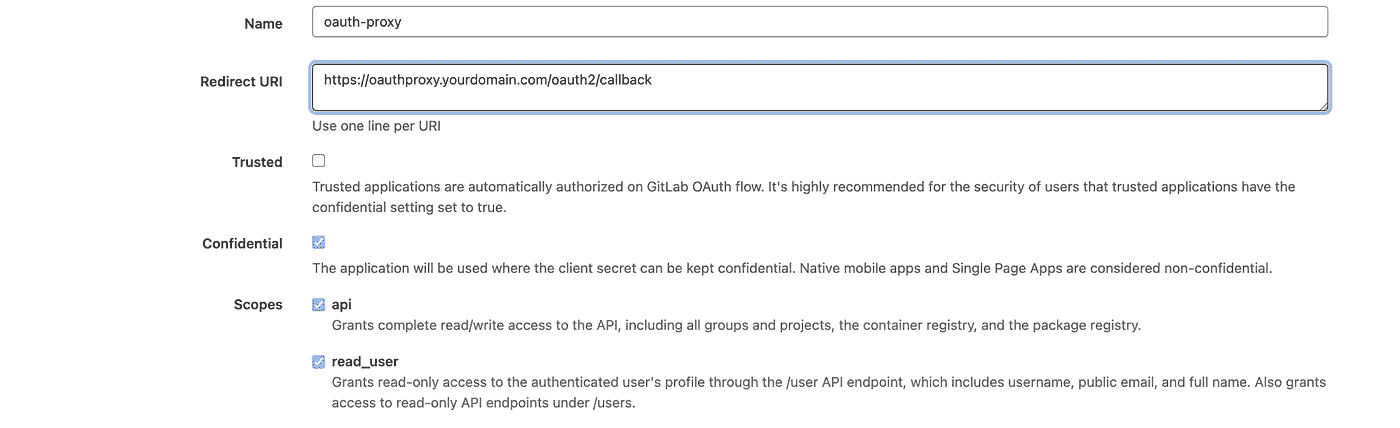 Name oauth-proxy
Redirect URI https://oauthproxy.yourdomain.com/oauth2/callback
Use one line per URI
Trusted
Trusted applications are automatically authorized on GitLab OAuth flow. It's highly recommended for the security of users that trusted applications have the
confidential setting set to true.
Confidential
The application will be used where the client secret can be kept confidential. Native mobile apps and Single Page Apps are considered non-confidential.
Scopes api
Grants complete read/write access to the API, including all groups and projects, the container registry, and the package registry.
read_user
Grants read-only access to the authenticated user's profile through the /user API endpoint, which includes username, public email, and full name. Also grants
access to read-only API endpoints under /users.